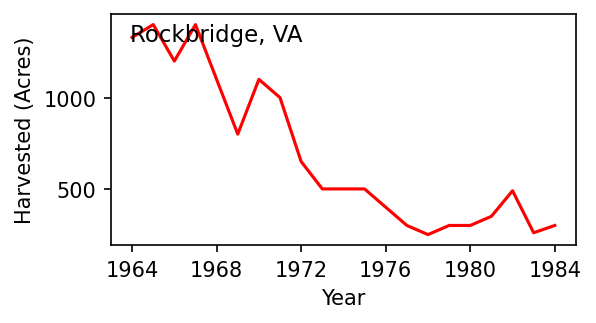 Rockbridge, VA
Harvested (Acres)
1000
500
1964 1968 1972 1976 1980 1984
Year